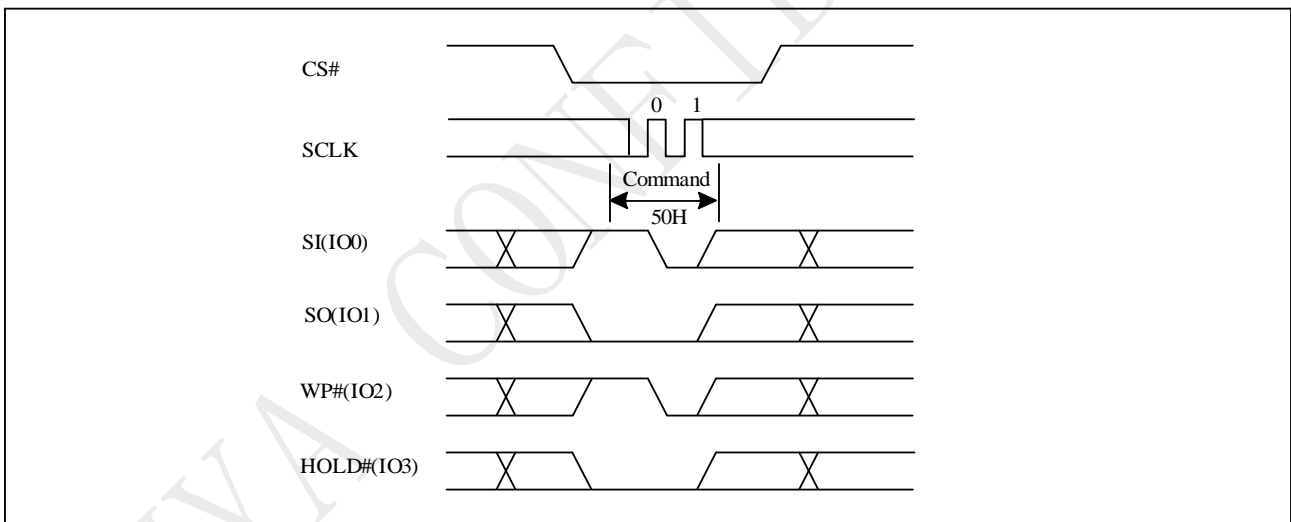 CS#
0 1
SCLK
Command
50H
SI(IO0)
SO(IO1)
WP#(IO2)
HOLD#(IO3)